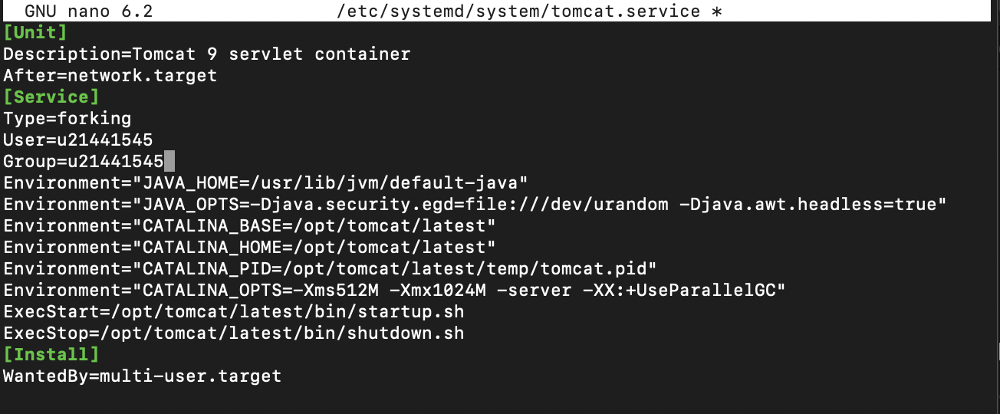 GNU nano 6.2 /etc/systemd/system/tomcat.service *
[Unit]
Description=Tomcat 9 servlet container
After=network.target
[Service]
Type=forking
User=u21441545
Group=u21441545
Environment="JAVA_HOME=/usr/lib/jvm/default-java"
Environment="JAVA_OPTS=-Djava.security.egd=file:///dev/urandom -Djava.awt.headless=true"
Environment="CATALINA_BASE=/opt/tomcat/latest"
Environment="CATALINA_HOME=/opt/tomcat/latest"
Environment="CATALINA_PID=/opt/tomcat/latest/temp/tomcat.pid"
Environment="CATALINA_OPTS=-Xms512M -Xmx1024M -server -XX:+UseParallelGC"
ExecStart=/opt/tomcat/latest/bin/startup.sh
ExecStop=/opt/tomcat/latest/bin/shutdown.sh
[Install]
WantedBy=multi-user.target